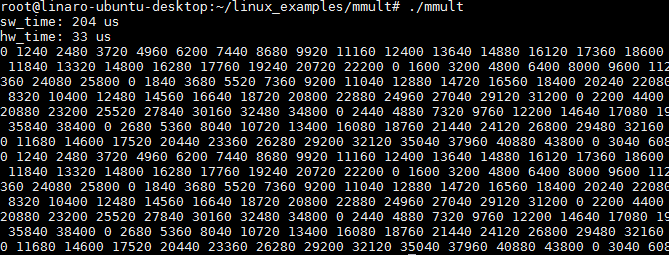 root@linaro-ubuntu-desktop:~/linux_examples/mmult# ./mmult
sw_time: 204 us
hw_time: 33 us
0 1240 2480 3720 4960 6200 7440 8680 9920 11160 12400 13640 14880 16120 17360 18600
11840 13320 14800 16280 17760 19240 20720 22200 0 1600 3200 4800 6400 8000 9600 112
360 24080 25800 0 1840 3680 5520 7360 9200 11040 12880 14720 16560 18400 20240 22080
8320 10400 12480 14560 16640 18720 20800 22880 24960 27040 29120 31200 0 2200 4400
20880 23200 25520 27840 30160 32480 34800 0 2440 4880 7320 9760 12200 14640 17080 19
35840 38400 0 2680 5360 8040 10720 13400 16080 18760 21440 24120 26800 29480 32160
0 11680 14600 17520 20440 23360 26280 29200 32120 35040 37960 40880 43800 0 3040 608
0 1240 2480 3720 4960 6200 7440 8680 9920 11160 12400 13640 14880 16120 17360 18600
11840 13320 14800 16280 17760 19240 20720 22200 0 1600 3200 4800 6400 8000 9600 112
360 24080 25800 0 1840 3680 5520 7360 9200 11040 12880 14720 16560 18400 20240 22080
8320 10400 12480 14560 16640 18720 20800 22880 24960 27040 29120 31200 0 2200 4400
20880 23200 25520 27840 30160 32480 34800 0 2440 4880 7320 9760 12200 14640 17080 19
35840 38400 0 2680 5360 8040 10720 13400 16080 18760 21440 24120 26800 29480 32160
0 11680 14600 17520 20440 23360 26280 29200 32120 35040 37960 40880 43800 0 3040 608